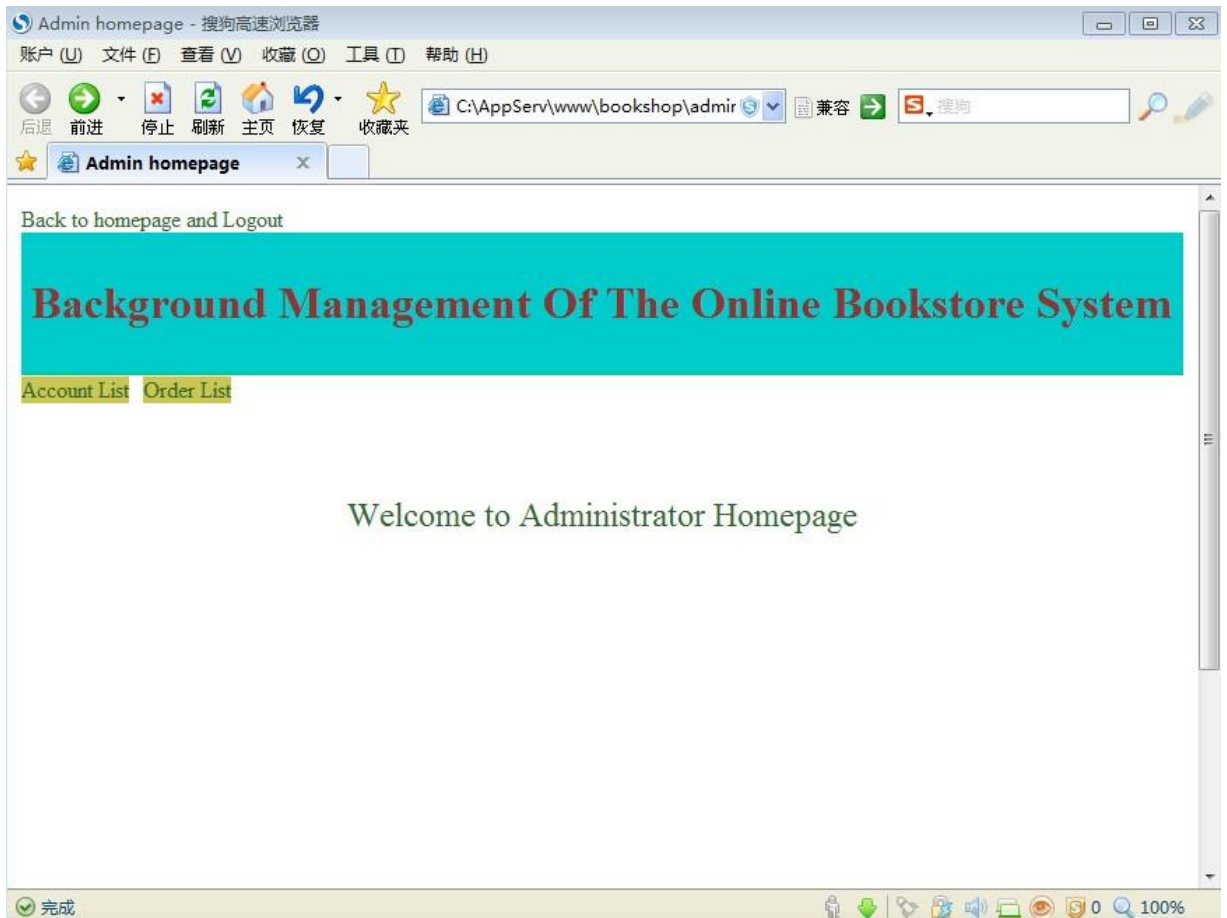 Admin homepage - 搜狗高速浏览器
账户 (U) 文件 (F) 查看 (V) 收藏 (O) 工具 (T) 帮助 (H)
后退 前进 停止 刷新 主页 恢复 收藏夹 C:\AppServ\www\bookshop\admir 兼容 搜狗
Admin homepage
Back to homepage and Logout
Background Management Of The Online Bookstore System
Account List Order List
Welcome to Administrator Homepage
完成 0 100%